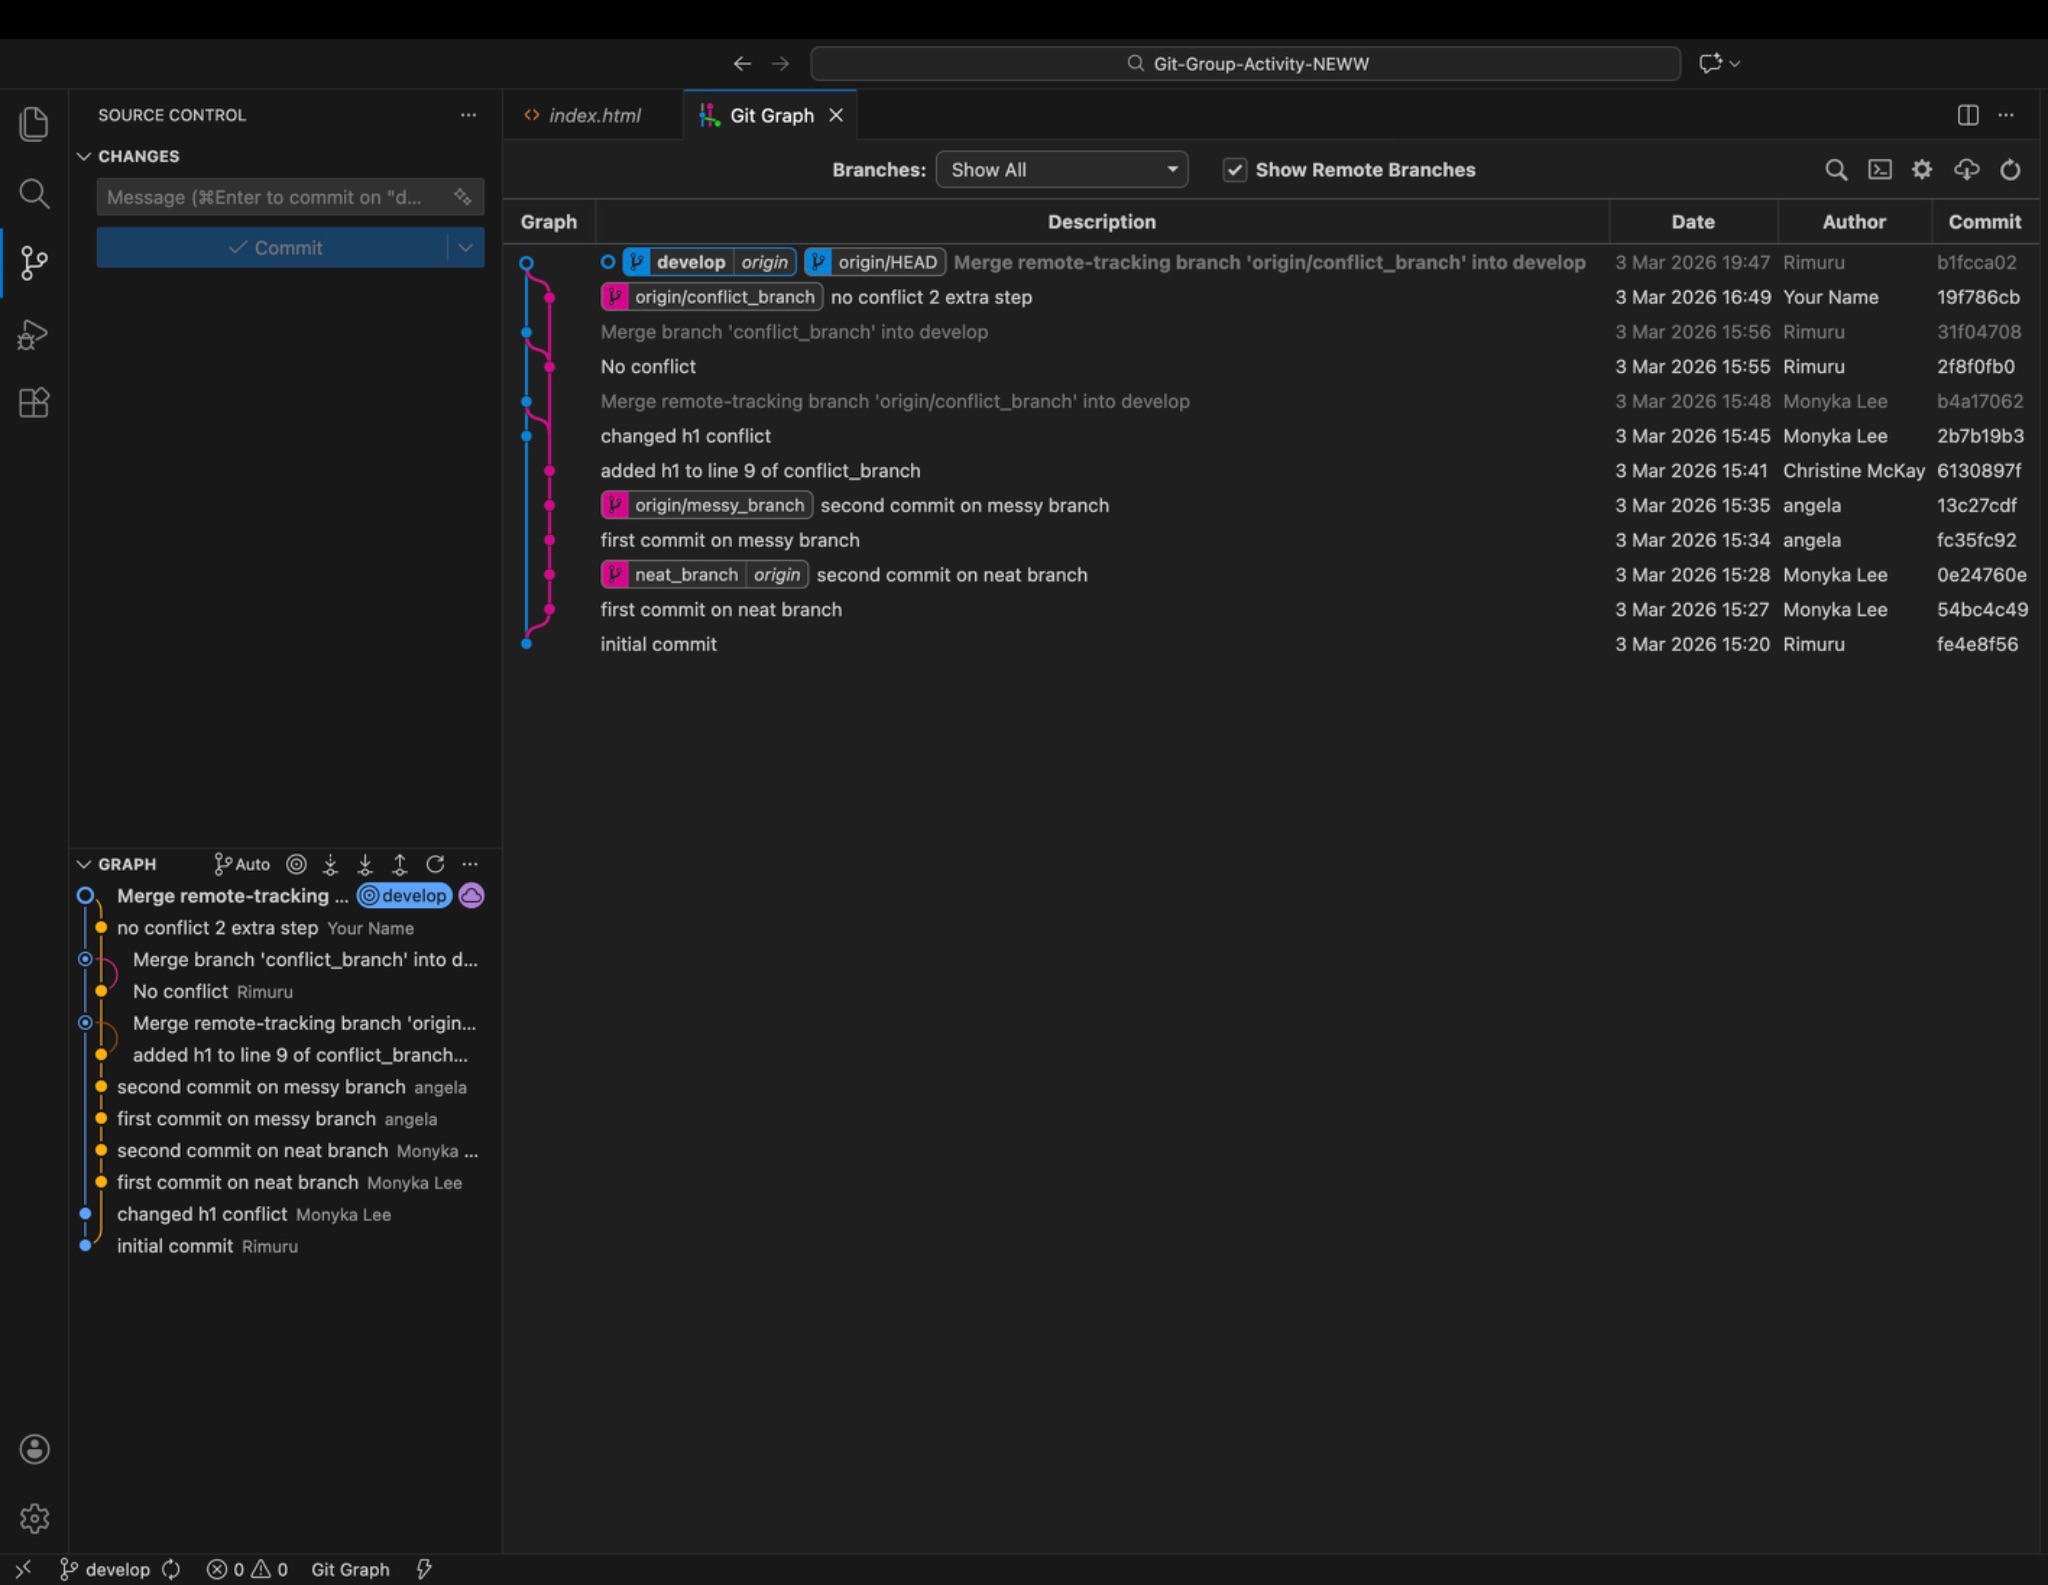 Git-Group-Activity-NEWW
SOURCE CONTROL
CHANGES
Message (⌘Enter to commit on "d...
Commit
index.html
Git Graph
Branches: Show All Show Remote Branches
Graph Description Date Author Commit
develop origin origin/HEAD Merge remote-tracking branch 'origin/conflict_branch' into develop 3 Mar 2026 19:47 Rimuru b1fcca02
origin/conflict_branch no conflict 2 extra step 3 Mar 2026 16:49 Your Name 19f786cb
Merge branch 'conflict_branch' into develop 3 Mar 2026 15:56 Rimuru 31f04708
No conflict 3 Mar 2026 15:55 Rimuru 2f8f0fb0
Merge remote-tracking branch 'origin/conflict_branch' into develop 3 Mar 2026 15:48 Monyka Lee b4a17062
changed h1 conflict 3 Mar 2026 15:45 Monyka Lee 2b7b19b3
added h1 to line 9 of conflict_branch 3 Mar 2026 15:41 Christine McKay 6130897f
origin/messy_branch second commit on messy branch 3 Mar 2026 15:35 angela 13c27cdf
first commit on messy branch 3 Mar 2026 15:34 angela fc35fc92
neat_branch origin second commit on neat branch 3 Mar 2026 15:28 Monyka Lee 0e24760e
first commit on neat branch 3 Mar 2026 15:27 Monyka Lee 54bc4c49
initial commit 3 Mar 2026 15:20 Rimuru fe4e8f56
GRAPH Auto
Merge remote-tracking ... develop
no conflict 2 extra step Your Name
Merge branch 'conflict_branch' into d...
No conflict Rimuru
Merge remote-tracking branch 'origin...
added h1 to line 9 of conflict_branch...
second commit on messy branch angela
first commit on messy branch angela
second commit on neat branch Monyka ...
first commit on neat branch Monyka Lee
changed h1 conflict Monyka Lee
initial commit Rimuru
develop 0 0 Git Graph